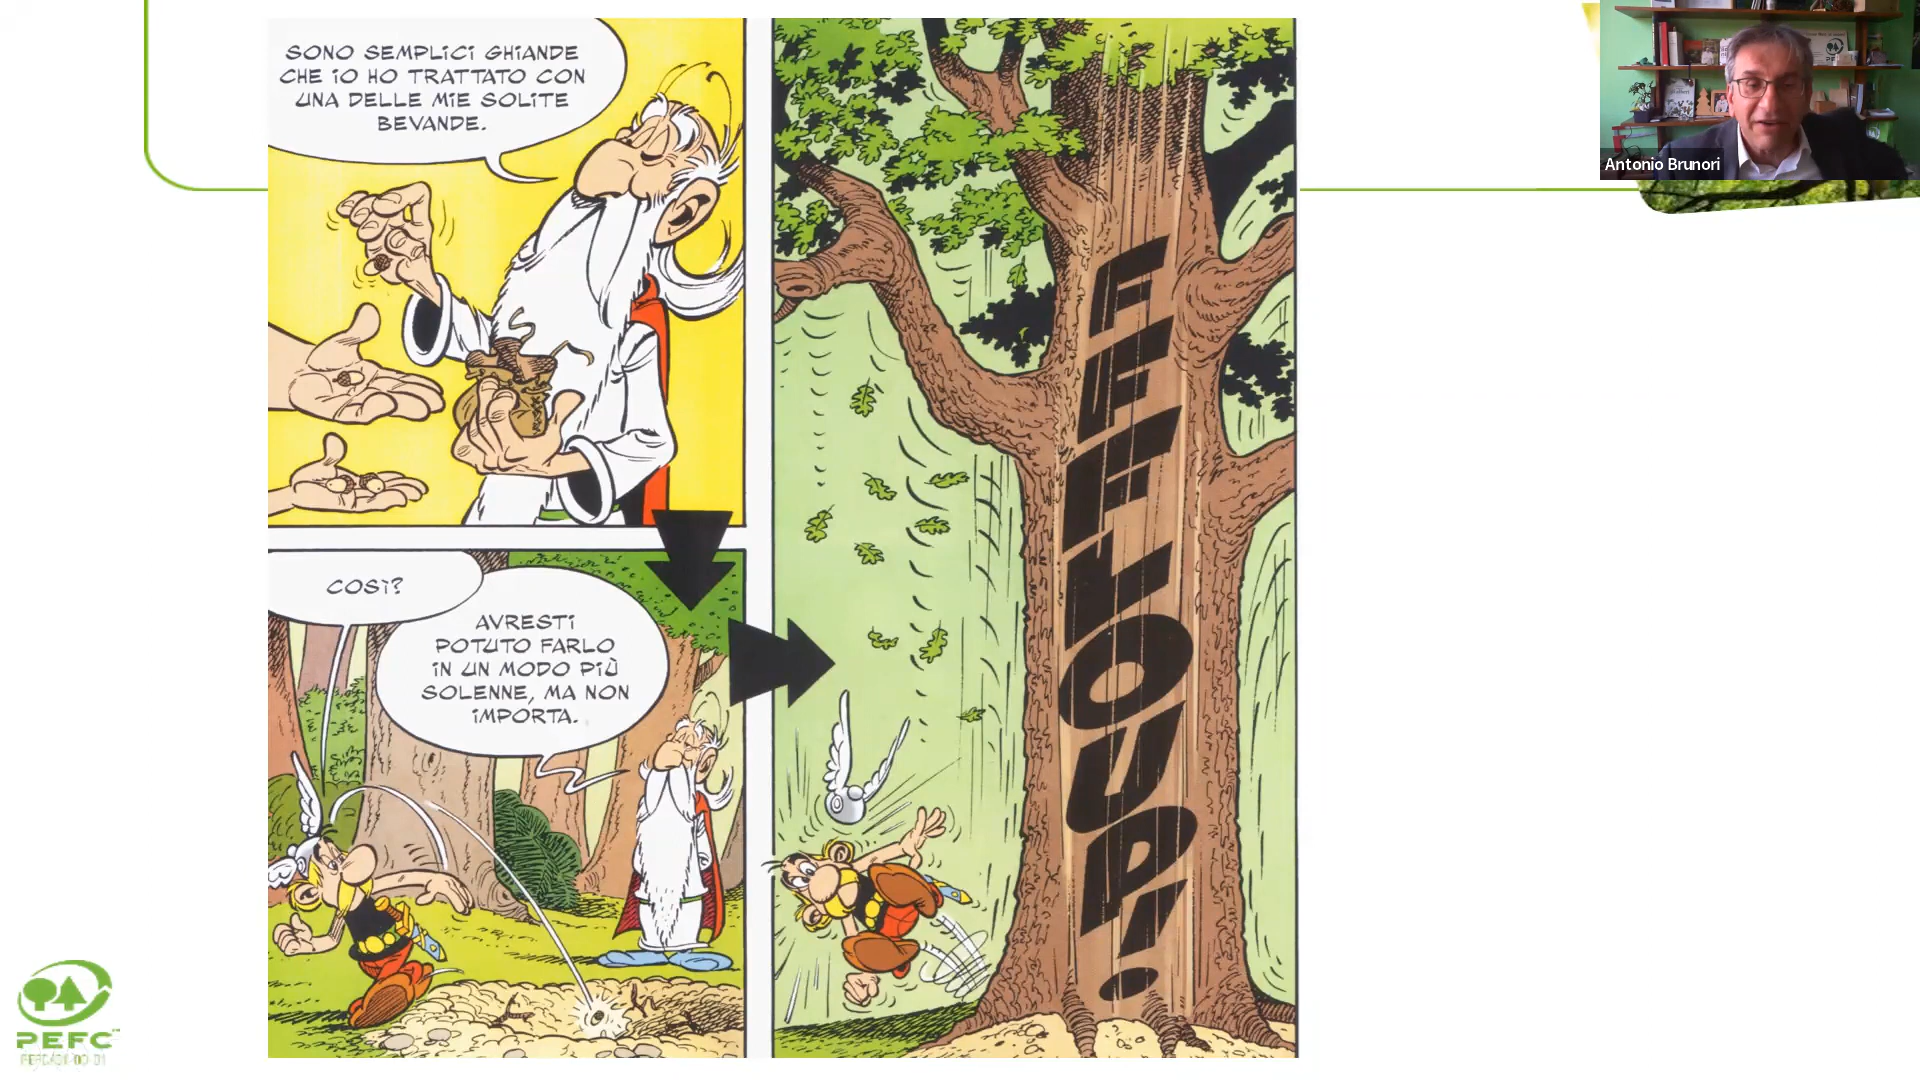 SONO SEMPLICI GHIANDE
CHE IO HO TRATTATO CON
UNA DELLE MIE SOLITE
BEVANDE.
COSÌ?
AVRESTI
POTUTO FARLO
IN UN MODO PIÙ
SOLENNE, MA NON
IMPORTA.
FFFLOUP!
Antonio Brunori
PEFC